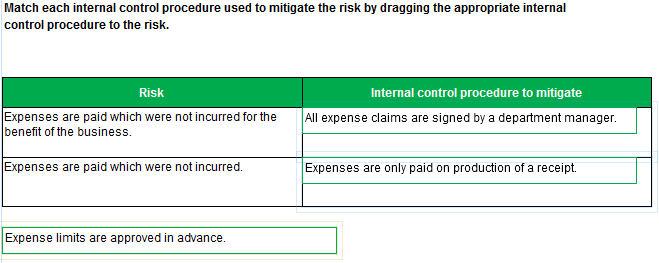 Match each internal control procedure used to mitigate the risk by dragging the appropriate internal
control procedure to the risk.
Risk
Internal control procedure to mitigate
Expenses are paid which were not incurred for the
benefit of the business.
All expense claims are signed by a department manager.
Expenses are paid which were not incurred.
Expenses are only paid on production of a receipt.
Expense limits are approved in advance.